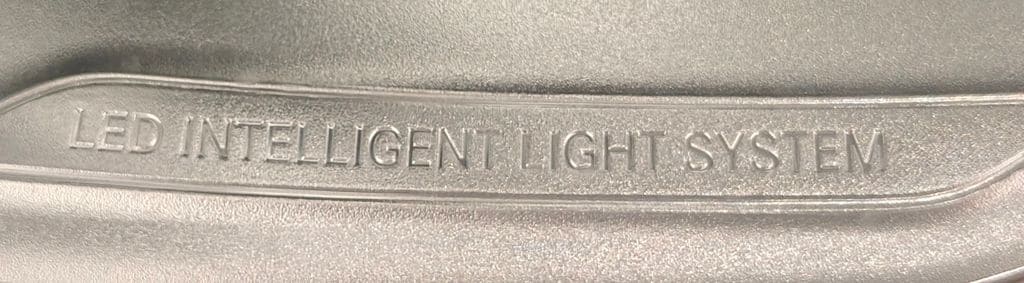 LED INTELLIGENT LIGHT SYSTEM